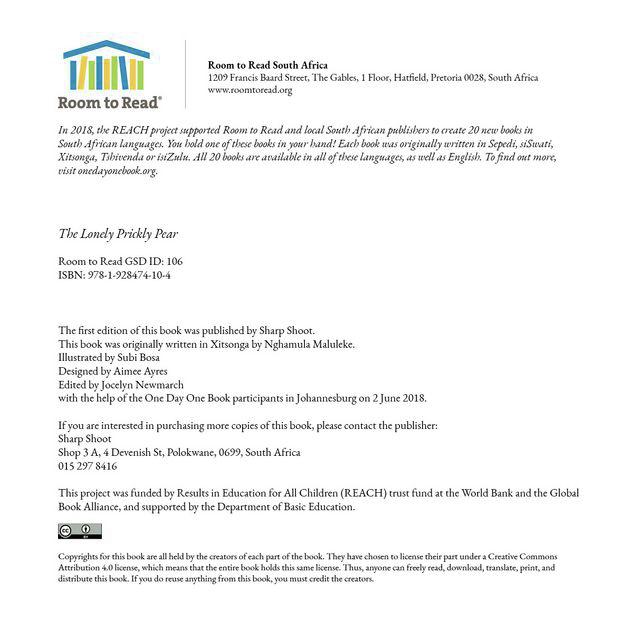 Room to Read®
Room to Read South Africa
1209 Francis Baard Street, The Gables, 1 Floor, Hatfield, Pretoria 0028, South Africa
www.roomtoread.org
In 2018, the REACH project supported Room to Read and local South African publishers to create 20 new books in
South African languages. You hold one of these books in your hand! Each book was originally written in Sepedi, siSwati,
Xitsonga, Tshivenda or isiZulu. All 20 books are available in all of these languages, as well as English. To find out more,
visit onedayonebook.org.
The Lonely Prickly Pear
Room to Read GSD ID: 106
ISBN: 978-1-928474-10-4
The first edition of this book was published by Sharp Shoot.
This book was originally written in Xitsonga by Nghamula Maluleke.
Illustrated by Subi Bosa
Designed by Aimee Ayres
Edited by Jocelyn Newmarch
with the help of the One Day One Book participants in Johannesburg on 2 June 2018.
If you are interested in purchasing more copies of this book, please contact the publisher:
Sharp Shoot
Shop 3 A, 4 Devenish St, Polokwane, 0699, South Africa
015 297 8416
This project was funded by Results in Education for All Children (REACH) trust fund at the World Bank and the Global
Book Alliance, and supported by the Department of Basic Education.
cc BY
Copyrights for this book are all held by the creators of each part of the book. They have chosen to license their part under a Creative Commons
Attribution 4.0 license, which means that the entire book holds this same license. Thus, anyone can freely read, download, translate, print, and
distribute this book. If you do reuse anything from this book, you must credit the creators.